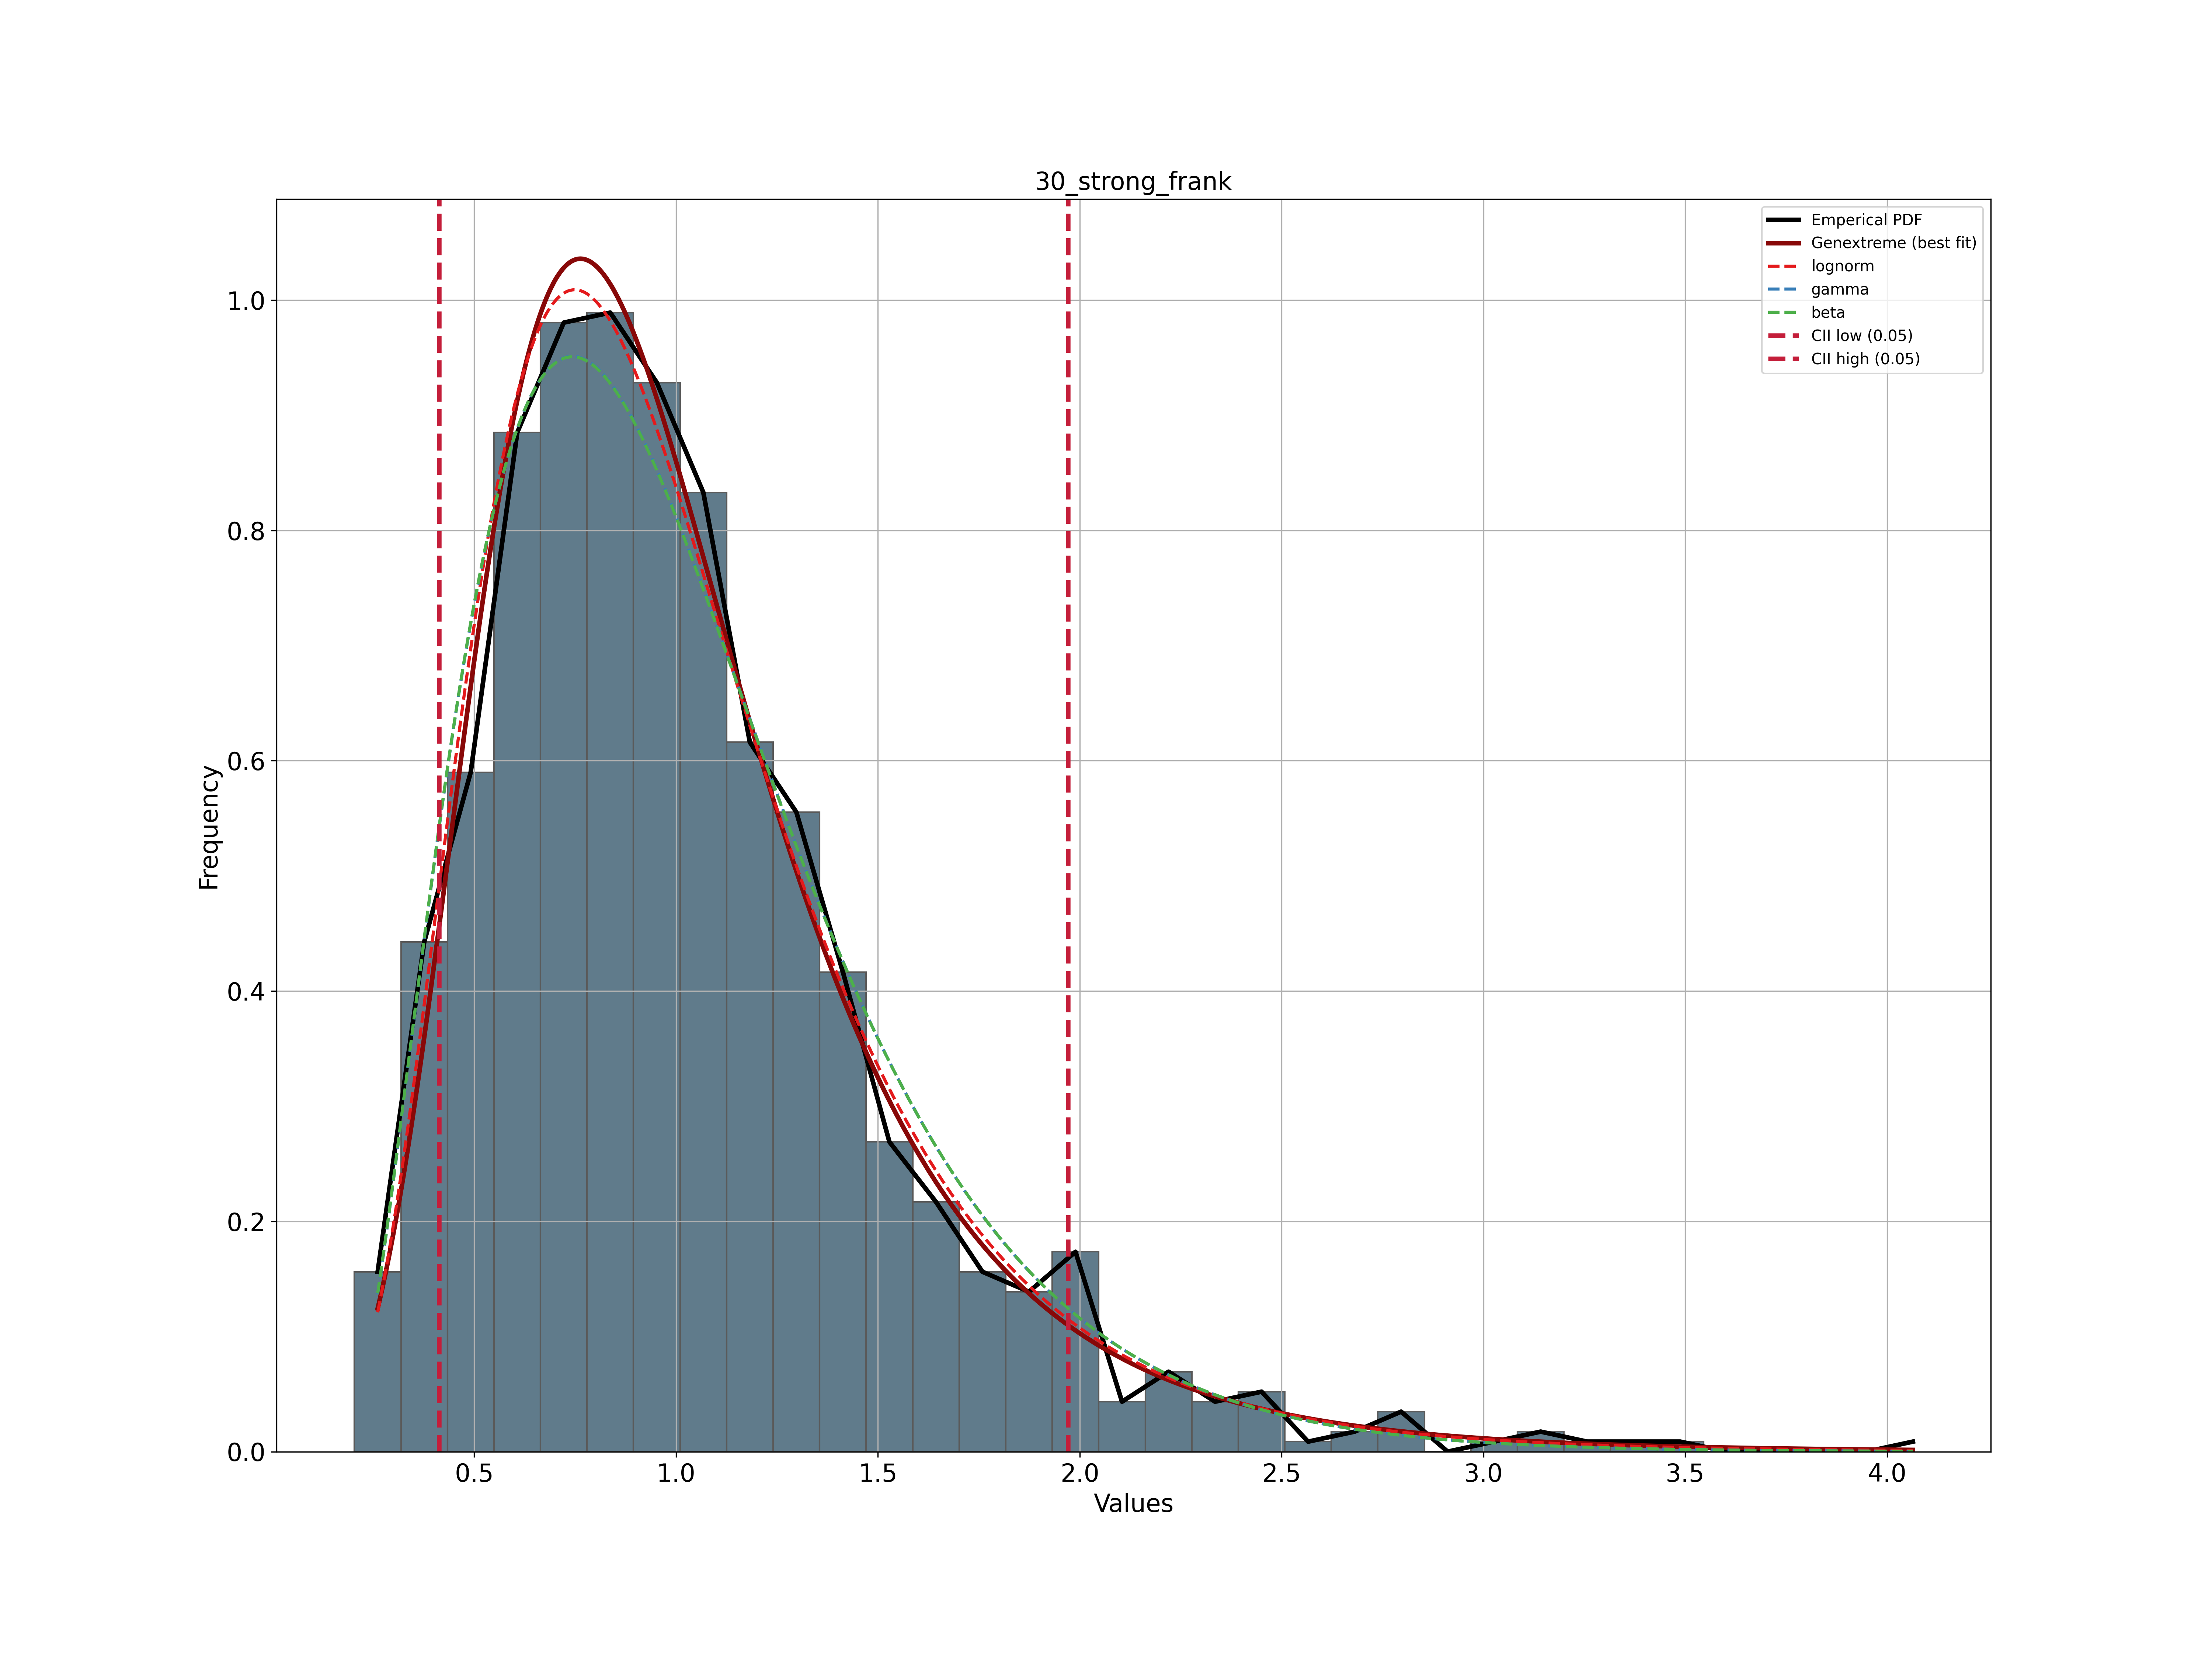 30_strong_frank
Emperical PDF
Genextreme (best fit)
lognorm
gamma
beta
CII low (0.05)
CII high (0.05)
1.0
0.8
0.6
0.4
0.2
0.0
Frequency
0.5 1.0 1.5 2.0 2.5 3.0 3.5 4.0
Values